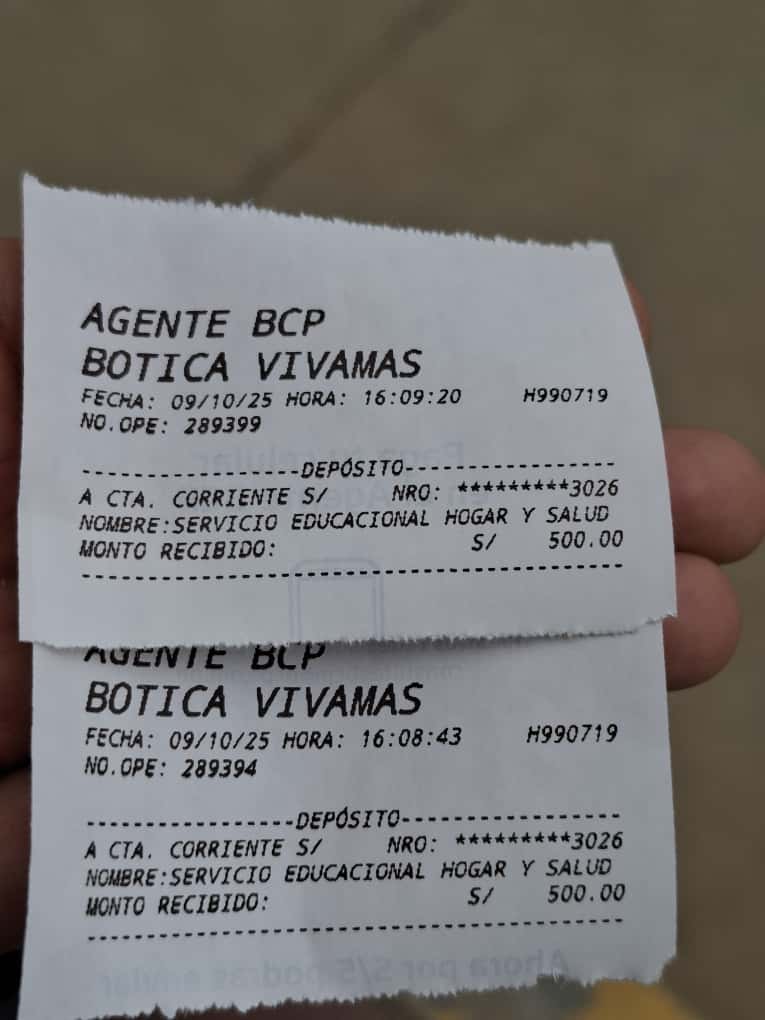 AGENTE BCP
BOTICA VIVAMAS
FECHA: 09/10/25 HORA: 16:09:20 H990719
NO.OPE: 289399
--------------------DEPÓSITO-------------------
A CTA. CORRIENTE S/ NRO: *********3026
NOMBRE:SERVICIO EDUCACIONAL HOGAR Y SALUD
MONTO RECIBIDO: S/ 500.00
AGENTE BCP
BOTICA VIVAMAS
FECHA: 09/10/25 HORA: 16:08:43 H990719
NO.OPE: 289394
-------------------DEPÓSITO--------------------
A CTA. CORRIENTE S/ NRO: *********3026
NOMBRE:SERVICIO EDUCACIONAL HOGAR Y SALUD
MONTO RECIBIDO: S/ 500.00